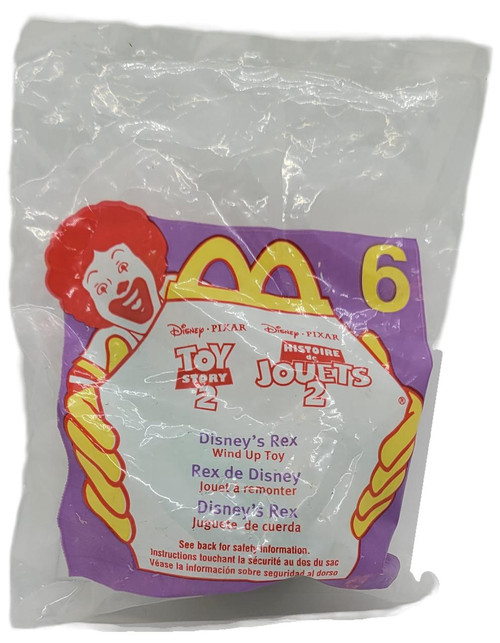 6
Disney · PIXAR Disney · PIXAR
TOY HISTOIRE
STORY de
2 JOUETS
2 ®
Disney's Rex
Wind Up Toy
Rex de Disney
Jouet à remonter
Disney's Rex
Juguete de cuerda
See back for safety information.
Instructions touchant la sécurité au dos du sac
Véase la información sobre seguridad al dorso